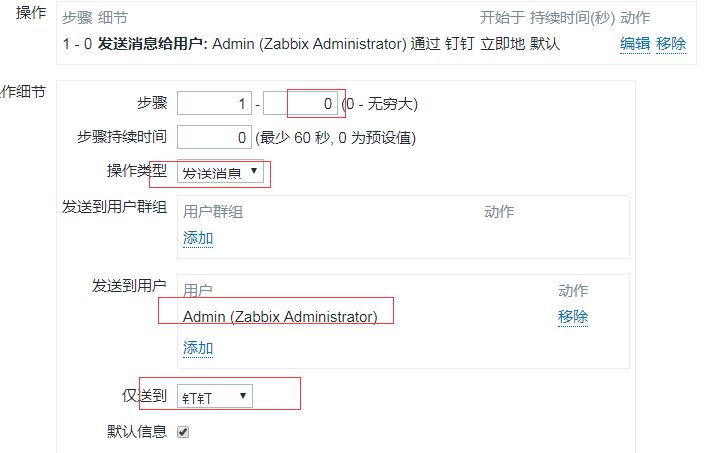 操作
步骤 细节 开始于 持续时间(秒) 动作
1 - 0 发送消息给用户: Admin (Zabbix Administrator) 通过 钉钉 立即地 默认 编辑 移除
作细节
步骤 1 - 0 (0 - 无穷大)
步骤持续时间 0 (最少 60 秒, 0 为预设值)
操作类型 发送消息
发送到用户群组 用户群组 动作
添加
发送到用户 用户 动作
Admin (Zabbix Administrator) 移除
添加
仅送到 钉钉
默认信息